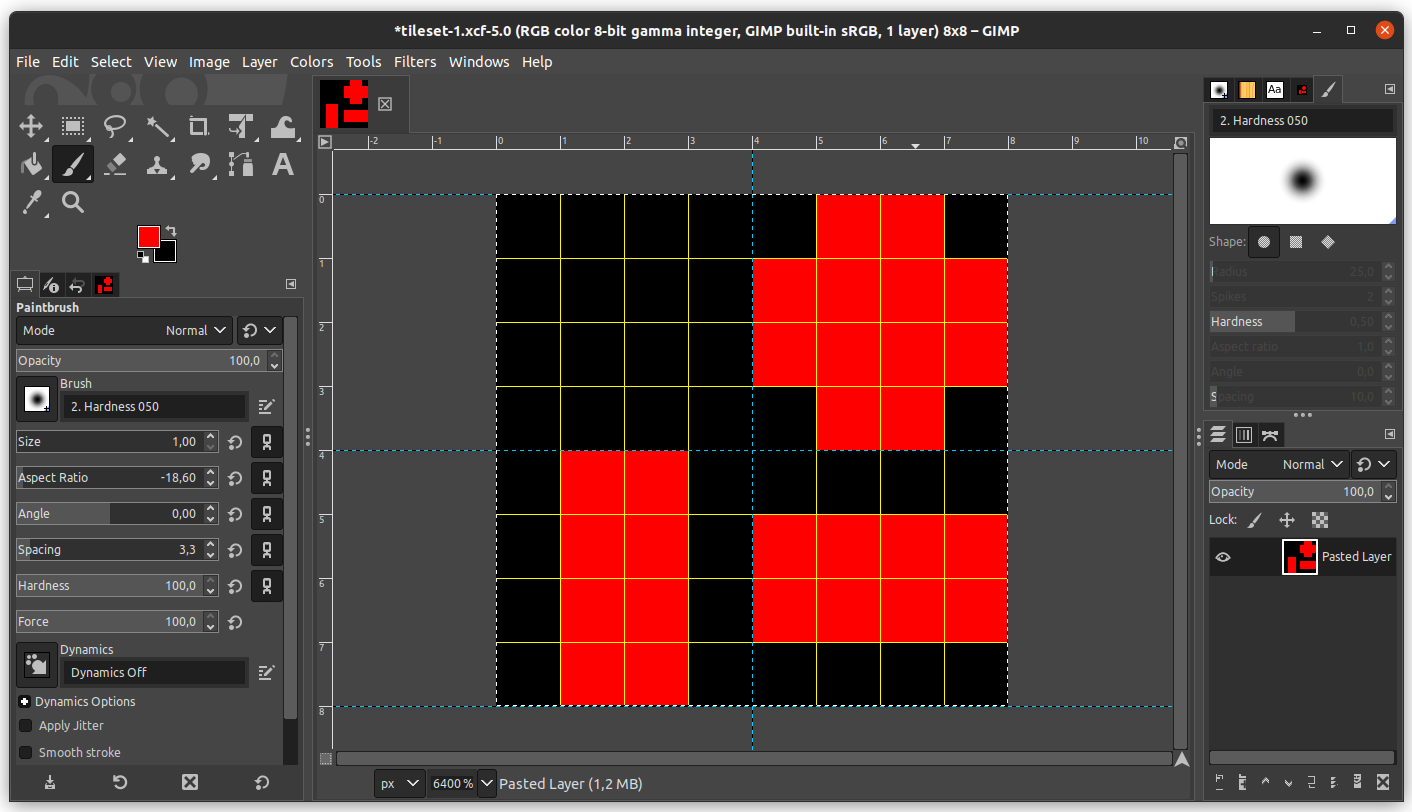 *tileset-1.xcf-5.0 (RGB color 8-bit gamma integer, GIMP built-in sRGB, 1 layer) 8x8 – GIMP
File Edit Select View Image Layer Colors Tools Filters Windows Help
Paintbrush
Mode Normal
Opacity 100,0
Brush
2. Hardness 050
Size 1,00
Aspect Ratio -18,60
Angle 0,00
Spacing 3,3
Hardness 100,0
Force 100,0
Dynamics
Dynamics Off
Dynamics Options
Apply Jitter
Smooth stroke
-2 -1 0 1 2 3 4 5 6 7 8 9 10
0
1
2
3
4
5
6
7
8
px 6400 % Pasted Layer (1,2 MB)
Aa
2. Hardness 050
Shape:
Radius 25,0
Spikes 2
Hardness 0,50
Aspect ratio 1,0
Angle 0,0
Spacing 10,0
Mode Normal
Opacity 100,0
Lock:
Pasted Layer